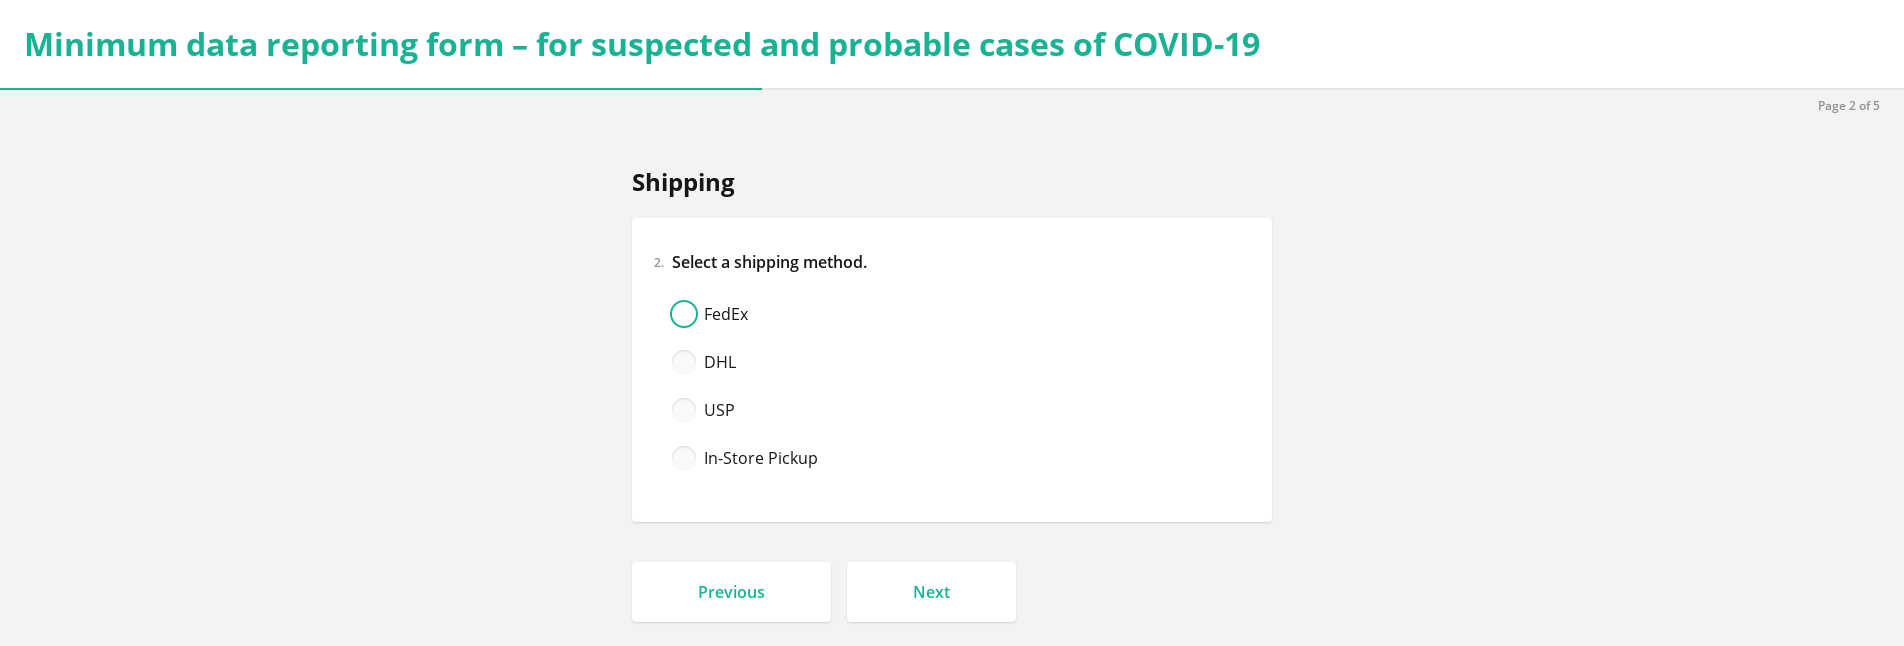 Minimum data reporting form – for suspected and probable cases of COVID-19
Page 2 of 5
Shipping
2. Select a shipping method.
FedEx
DHL
USP
In-Store Pickup
Previous
Next